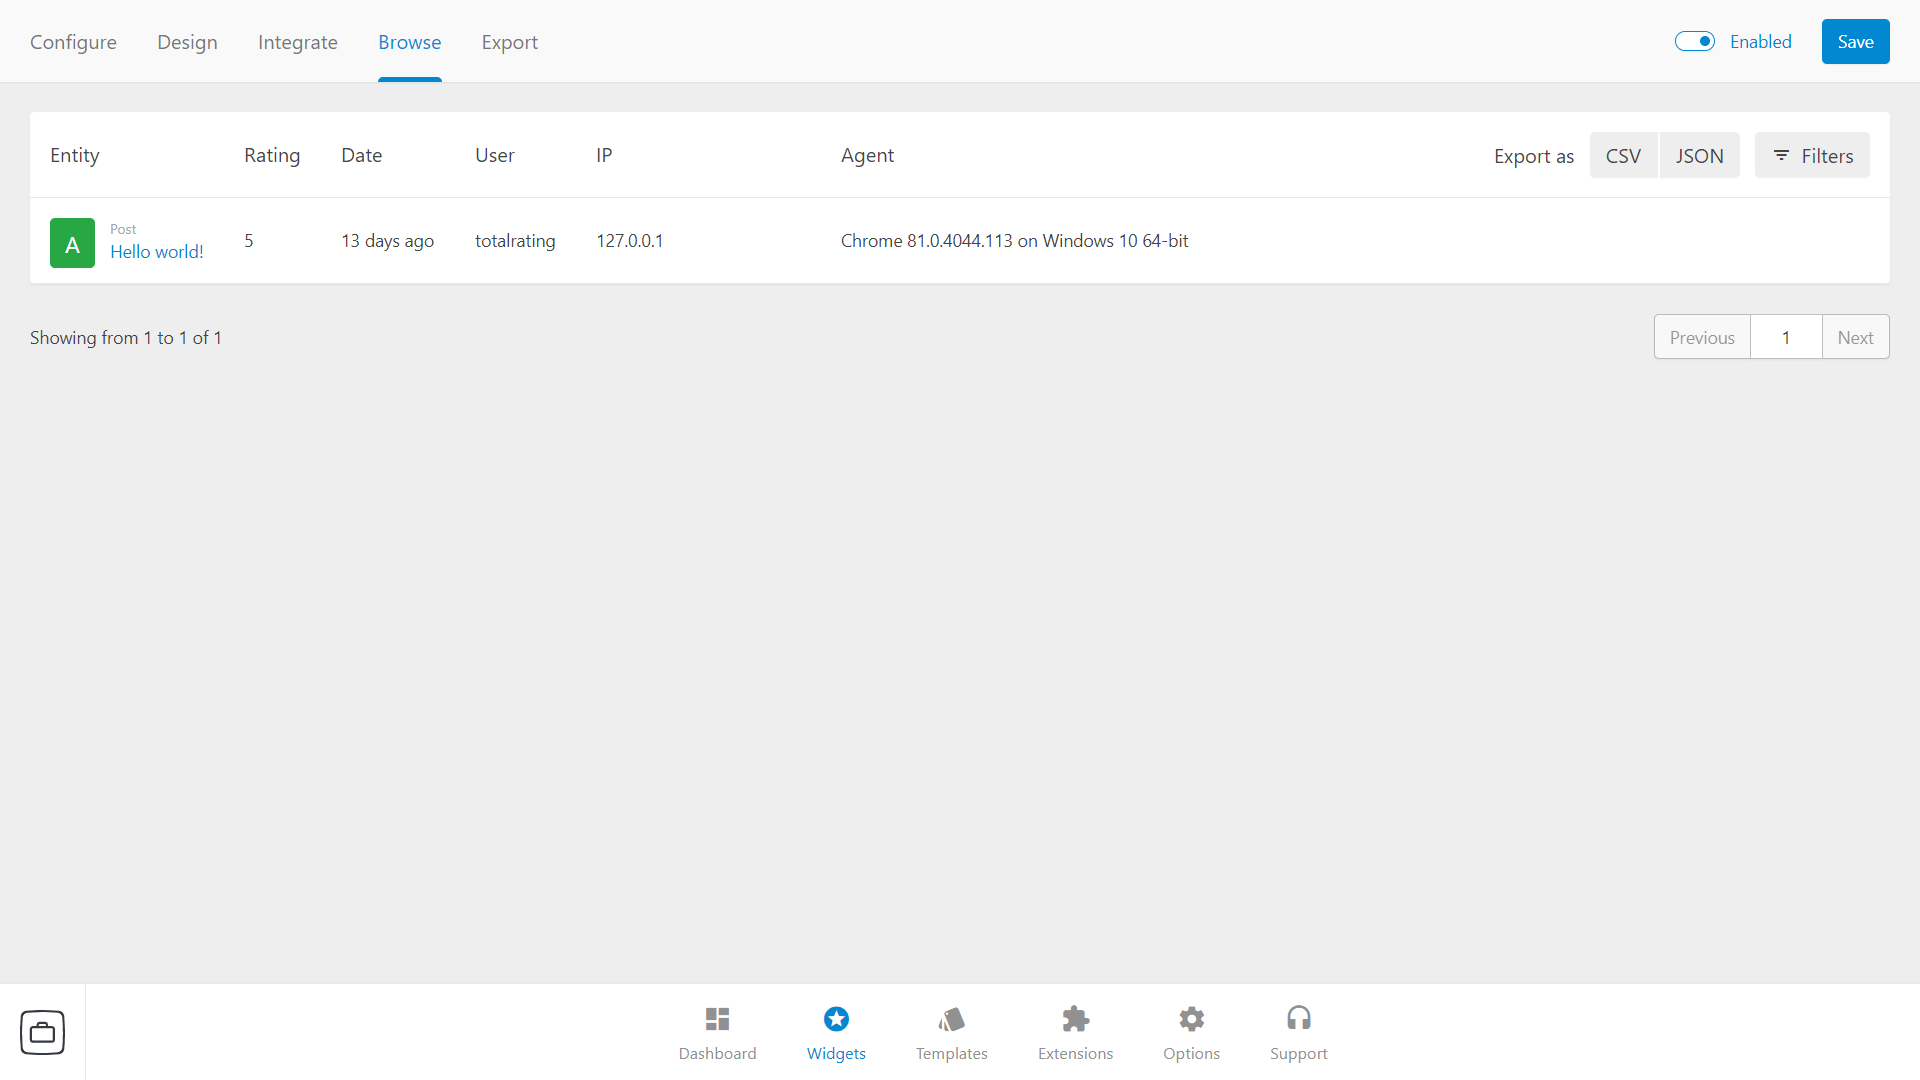 Configure Design Integrate Browse Export Enabled Save
Entity Rating Date User IP Agent Export as CSV JSON Filters
A Post
Hello world! 5 13 days ago totalrating 127.0.0.1 Chrome 81.0.4044.113 on Windows 10 64-bit
Showing from 1 to 1 of 1 Previous 1 Next
Dashboard Widgets Templates Extensions Options Support